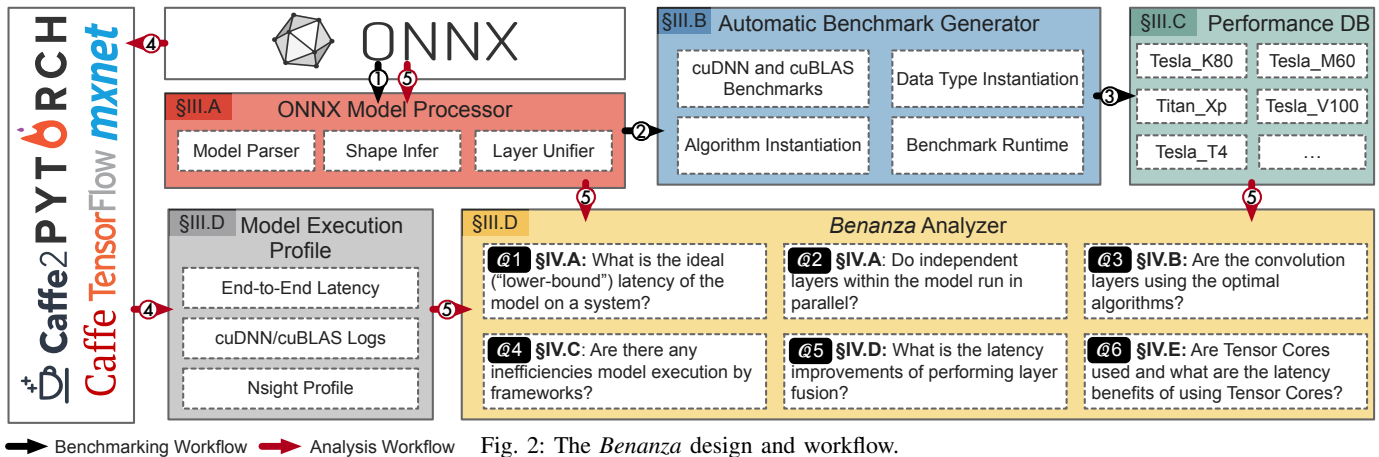 Caffe2
PYTORCH
Caffe
TensorFlow
mxnet
4
ONNX
1
5
§III.A
ONNX Model Processor
Model Parser
Shape Infer
Layer Unifier
2
§III.B
Automatic Benchmark Generator
cuDNN and cuBLAS
Benchmarks
Data Type Instantiation
Algorithm Instantiation
Benchmark Runtime
3
§III.C
Performance DB
Tesla_K80
Tesla_M60
Titan_Xp
Tesla_V100
Tesla_T4
…
5
5
4
§III.D
Model Execution
Profile
End-to-End Latency
cuDNN/cuBLAS Logs
Nsight Profile
5
§III.D
Benanza Analyzer
Q1 §IV.A: What is the ideal
(“lower-bound”) latency of the
model on a system?
Q2 §IV.A: Do independent
layers within the model run in
parallel?
Q3 §IV.B: Are the convolution
layers using the optimal
algorithms?
Q4 §IV.C: Are there any
inefficiencies model execution by
frameworks?
Q5 §IV.D: What is the latency
improvements of performing layer
fusion?
Q6 §IV.E: Are Tensor Cores
used and what are the latency
benefits of using Tensor Cores?
Benchmarking Workflow
Analysis Workflow
Fig. 2: The Benanza design and workflow.